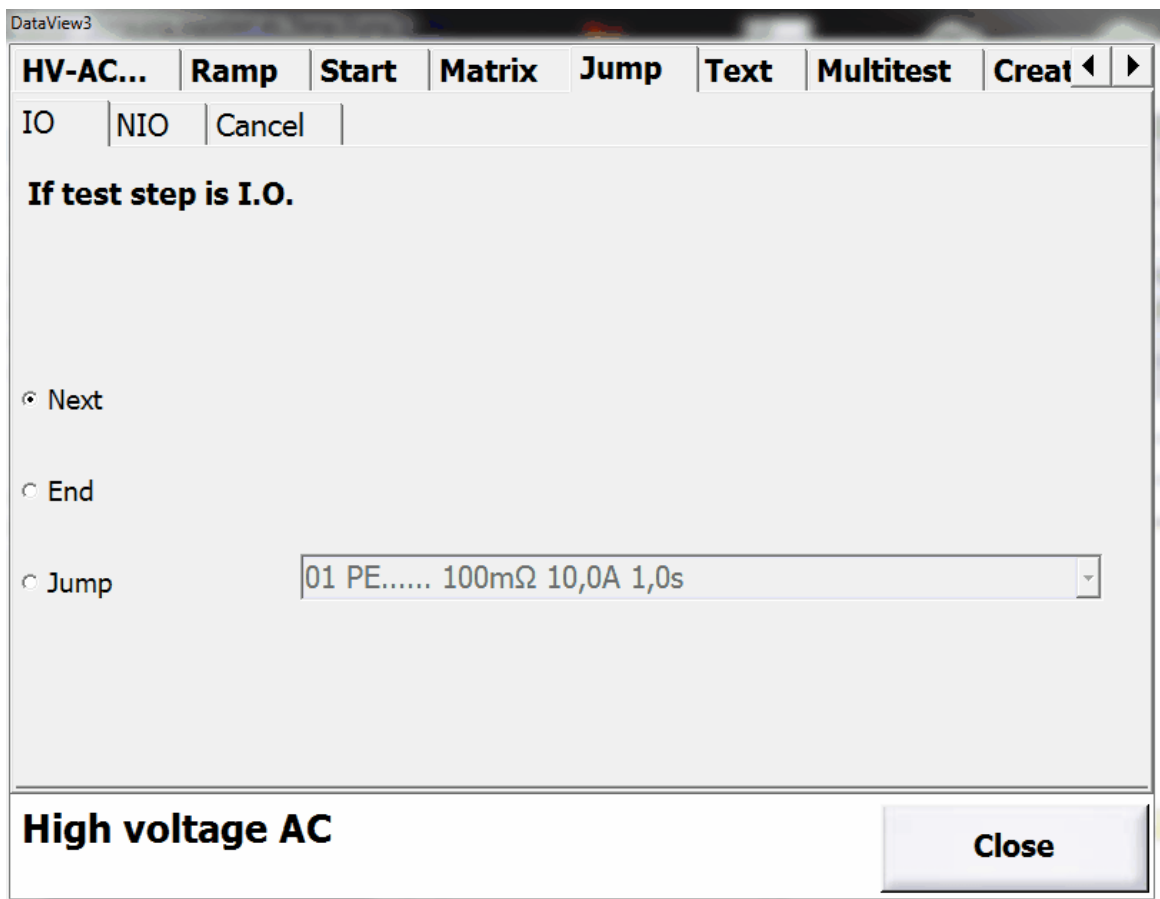 DataView3
HV-AC... Ramp Start Matrix Jump Text Multitest Creat
IO NIO Cancel
If test step is I.O.
Next
End
Jump 01 PE...... 100mΩ 10,0A 1,0s
High voltage AC
Close